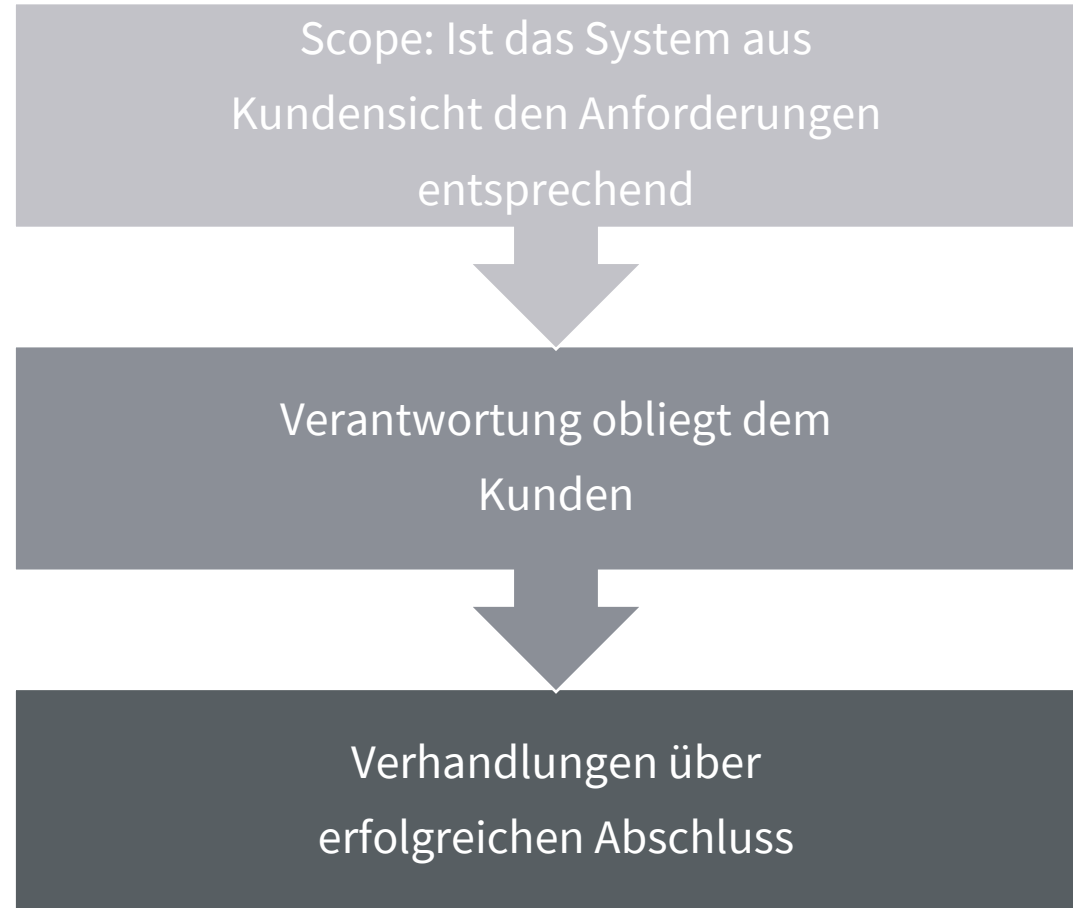 Scope: Ist das System aus
Kundensicht den Anforderungen
entsprechend
Verantwortung obliegt dem
Kunden
Verhandlungen über
erfolgreichen Abschluss